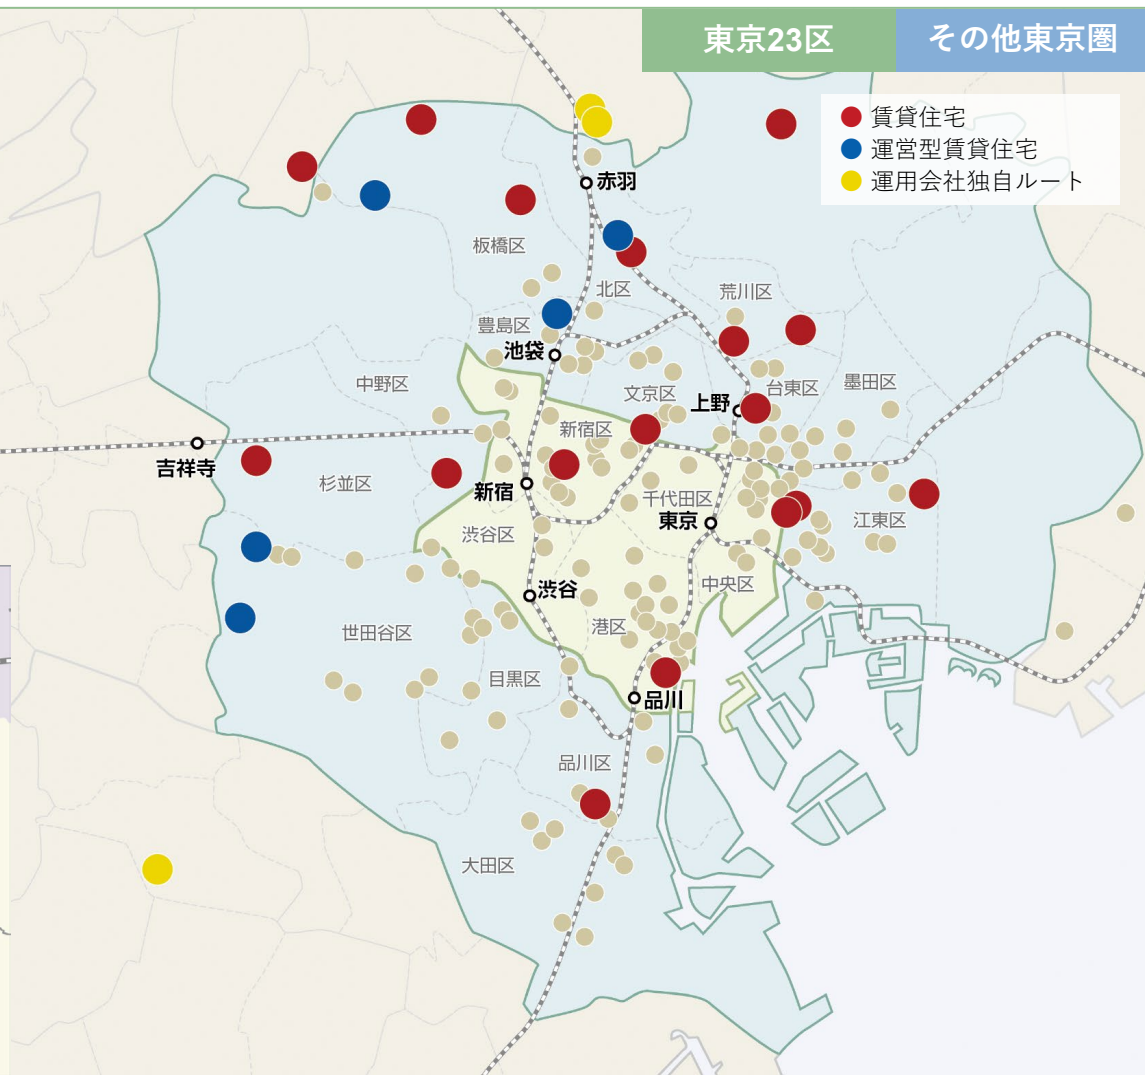 東京23区
その他東京圏
賃貸住宅
運営型賃貸住宅
運用会社独自ルート
赤羽
板橋区
北区
荒川区
豊島区
池袋
中野区
文京区
台東区
墨田区
上野
新宿区
吉祥寺
杉並区
新宿
千代田区
東京
江東区
渋谷区
渋谷
中央区
世田谷区
港区
目黒区
品川
品川区
大田区